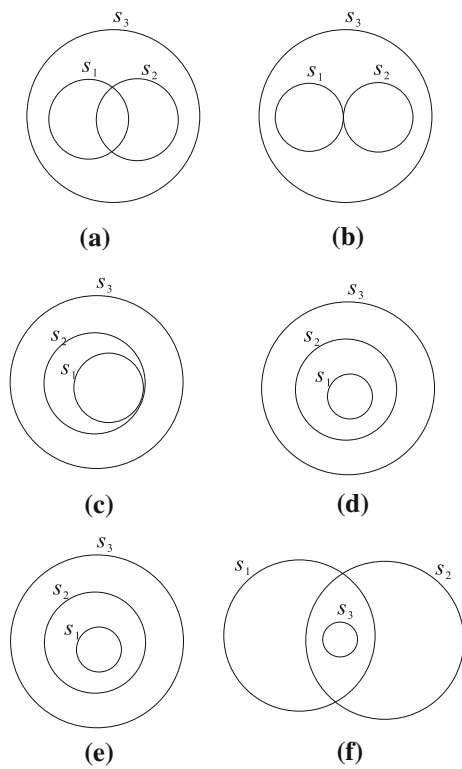 s₃ s₃
s₁ s₂ s₁ s₂
(a) (b)
s₃ s₃
s₂ s₂
s₁ s₁
(c) (d)
s₃
s₁ s₂
s₂ s₃
s₁
(e) (f)